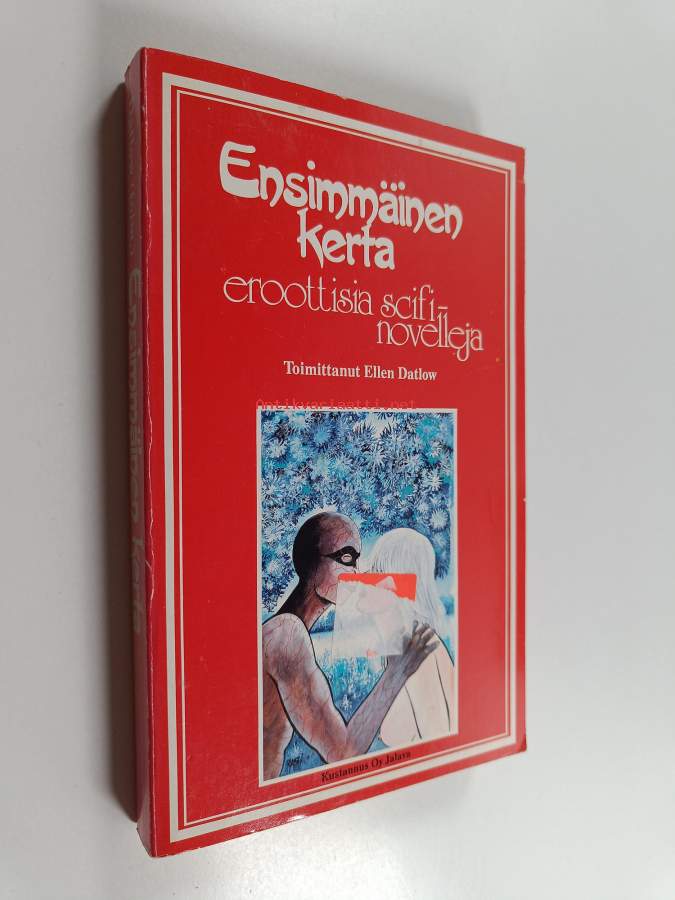 Ensimmäinen
kerta
eroottisia scifi-
novelleja
Toimittanut Ellen Datlow
Antikvariaatti.net
Kustannus Oy Jalava
Ensimmäinen kerta